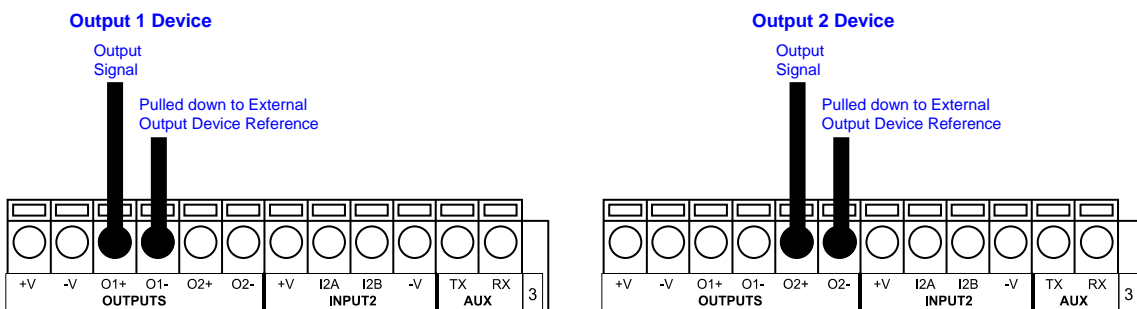 Output 1 Device
Output
Signal
Pulled down to External
Output Device Reference
+V -V O1+ O1- O2+ O2- +V I2A I2B -V TX RX
OUTPUTS INPUT2 AUX
3
Output 2 Device
Output
Signal
Pulled down to External
Output Device Reference
+V -V O1+ O1- O2+ O2- +V I2A I2B -V TX RX
OUTPUTS INPUT2 AUX
3